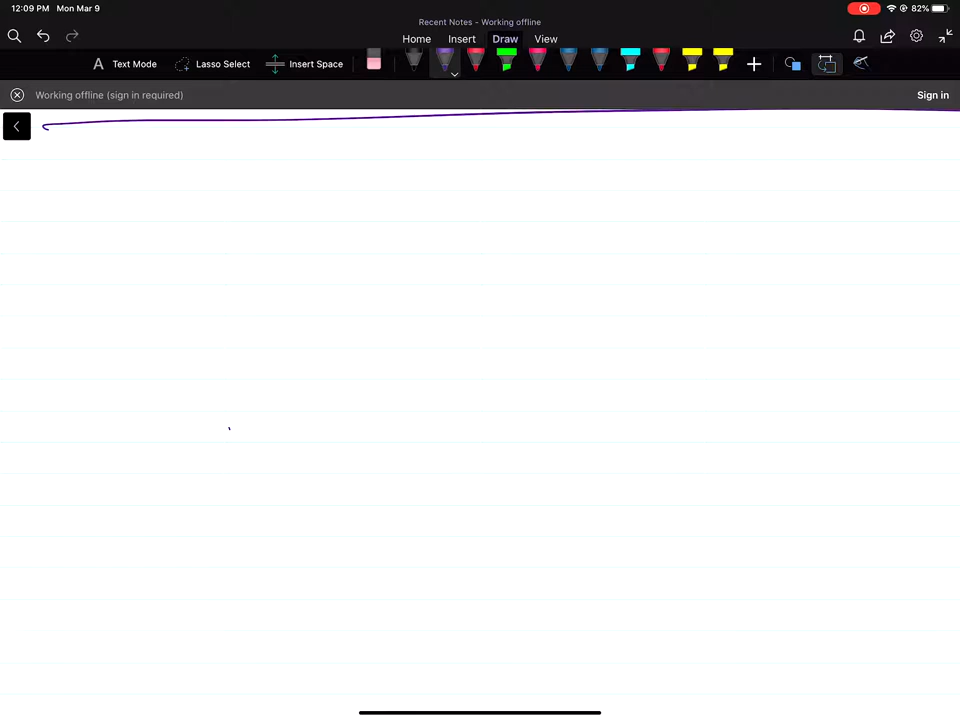 12:09 PM Mon Mar 9 82%
Recent Notes - Working offline
Home Insert Draw View
Text Mode Lasso Select Insert Space
Working offline (sign in required) Sign in